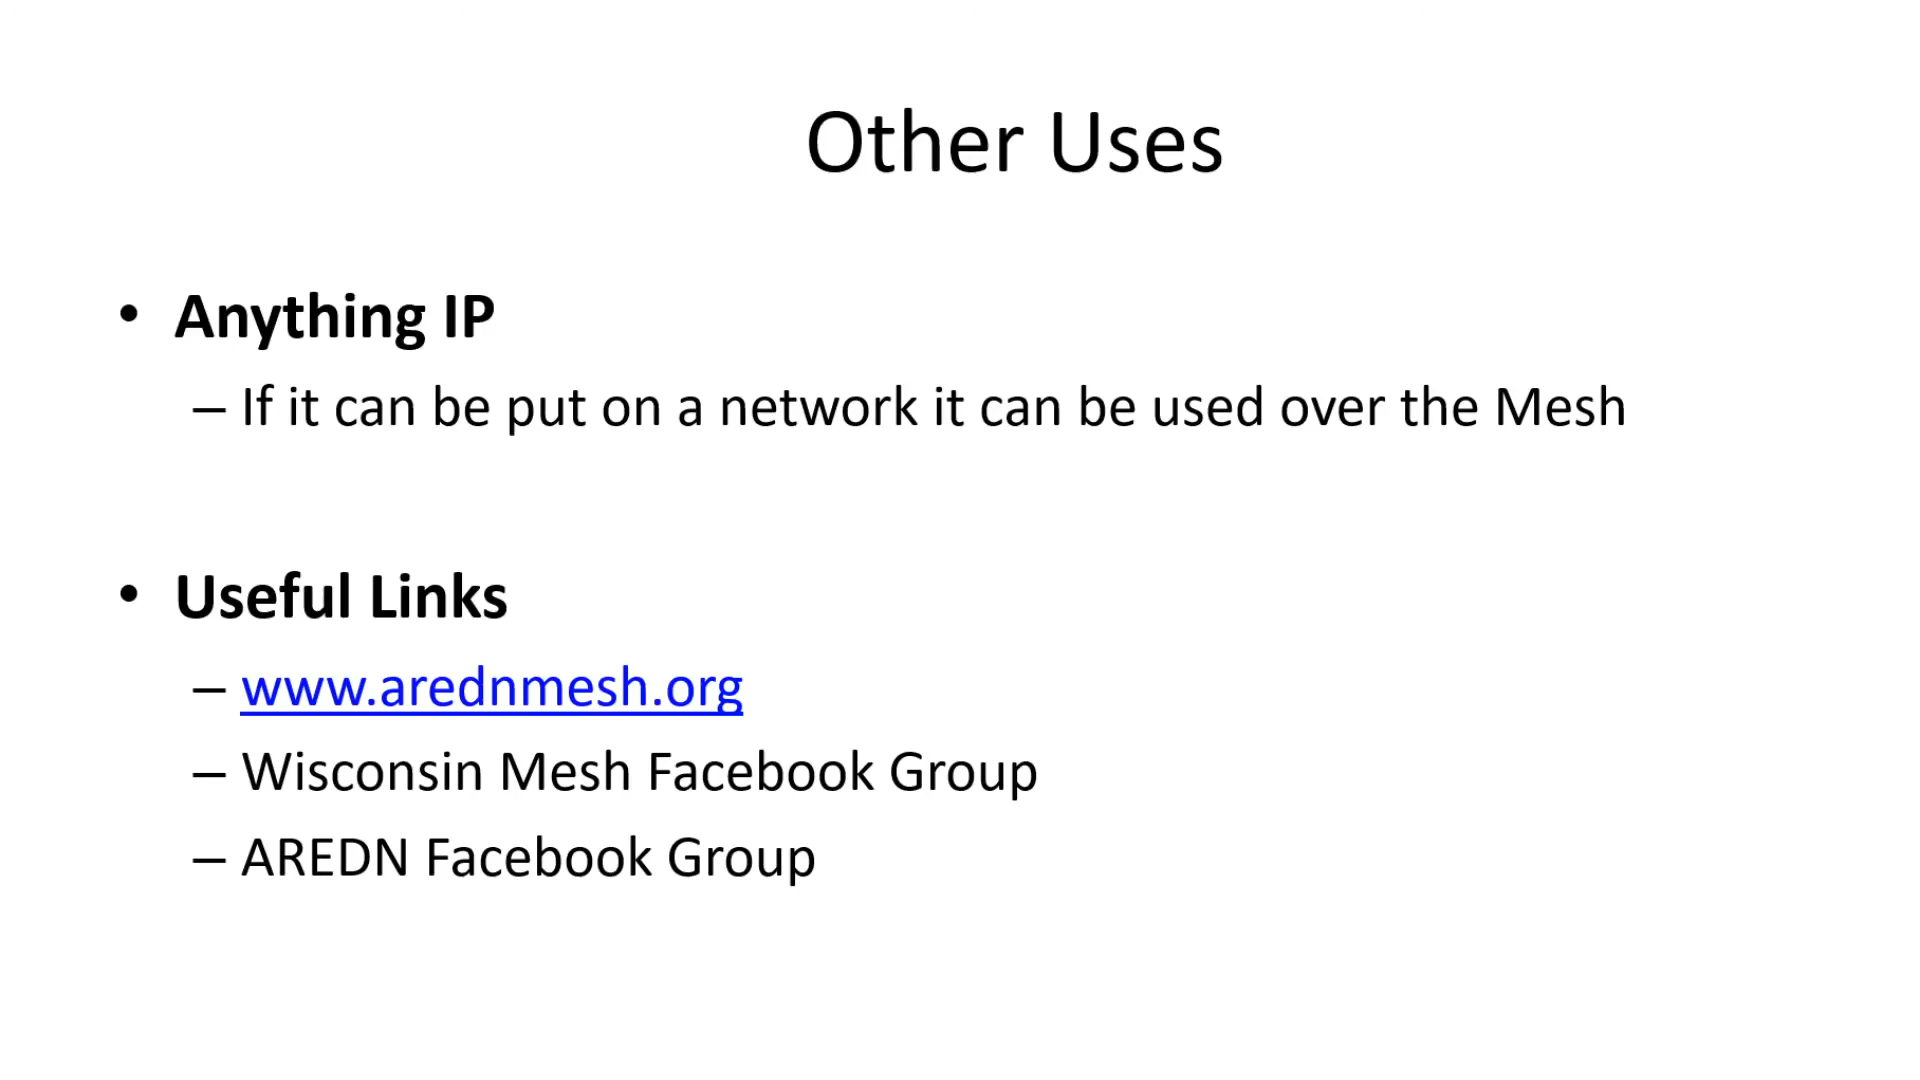 Other Uses
• Anything IP
– If it can be put on a network it can be used over the Mesh
• Useful Links
– www.arednmesh.org
– Wisconsin Mesh Facebook Group
– AREDN Facebook Group